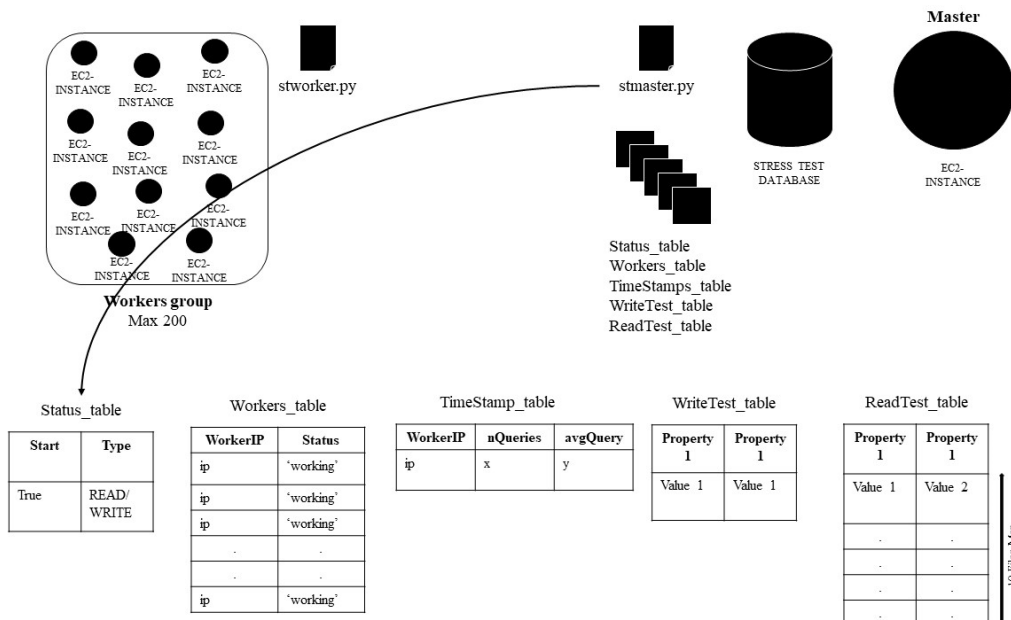 Master
EC2-
INSTANCE
EC2-
INSTANCE
EC2-
INSTANCE
EC2-
INSTANCE
EC2-
INSTANCE
EC2-
INSTANCE
EC2-
INSTANCE
EC2-
INSTANCE
EC2-
INSTANCE
EC2-
INSTANCE
EC2-
INSTANCE
Workers group
Max 200
stworker.py
stmaster.py
STRESS TEST
DATABASE
EC2-
INSTANCE
Status_table
Workers_table
TimeStamps_table
WriteTest_table
ReadTest_table
Status_table
Start Type
True READ/
WRITE
Workers_table
WorkerIP Status
ip ‘working’
ip ‘working’
ip ‘working’
. .
. .
ip ‘working’
TimeStamp_table
WorkerIP nQueries avgQuery
ip x y
WriteTest_table
Property Property
1 1
Value 1 Value 1
ReadTest_table
Property Property
1 1
Value 1 Value 2
. .
. .
. .
. .